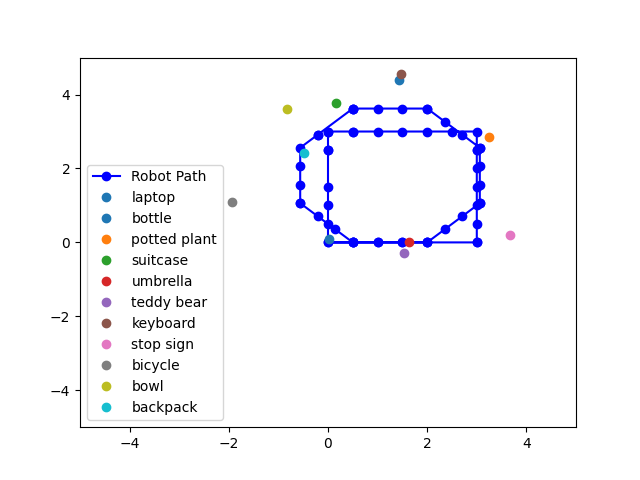 4
2
0
−2
−4
−4
−2
0
2
4
Robot Path
laptop
bottle
potted plant
suitcase
umbrella
teddy bear
keyboard
stop sign
bicycle
bowl
backpack